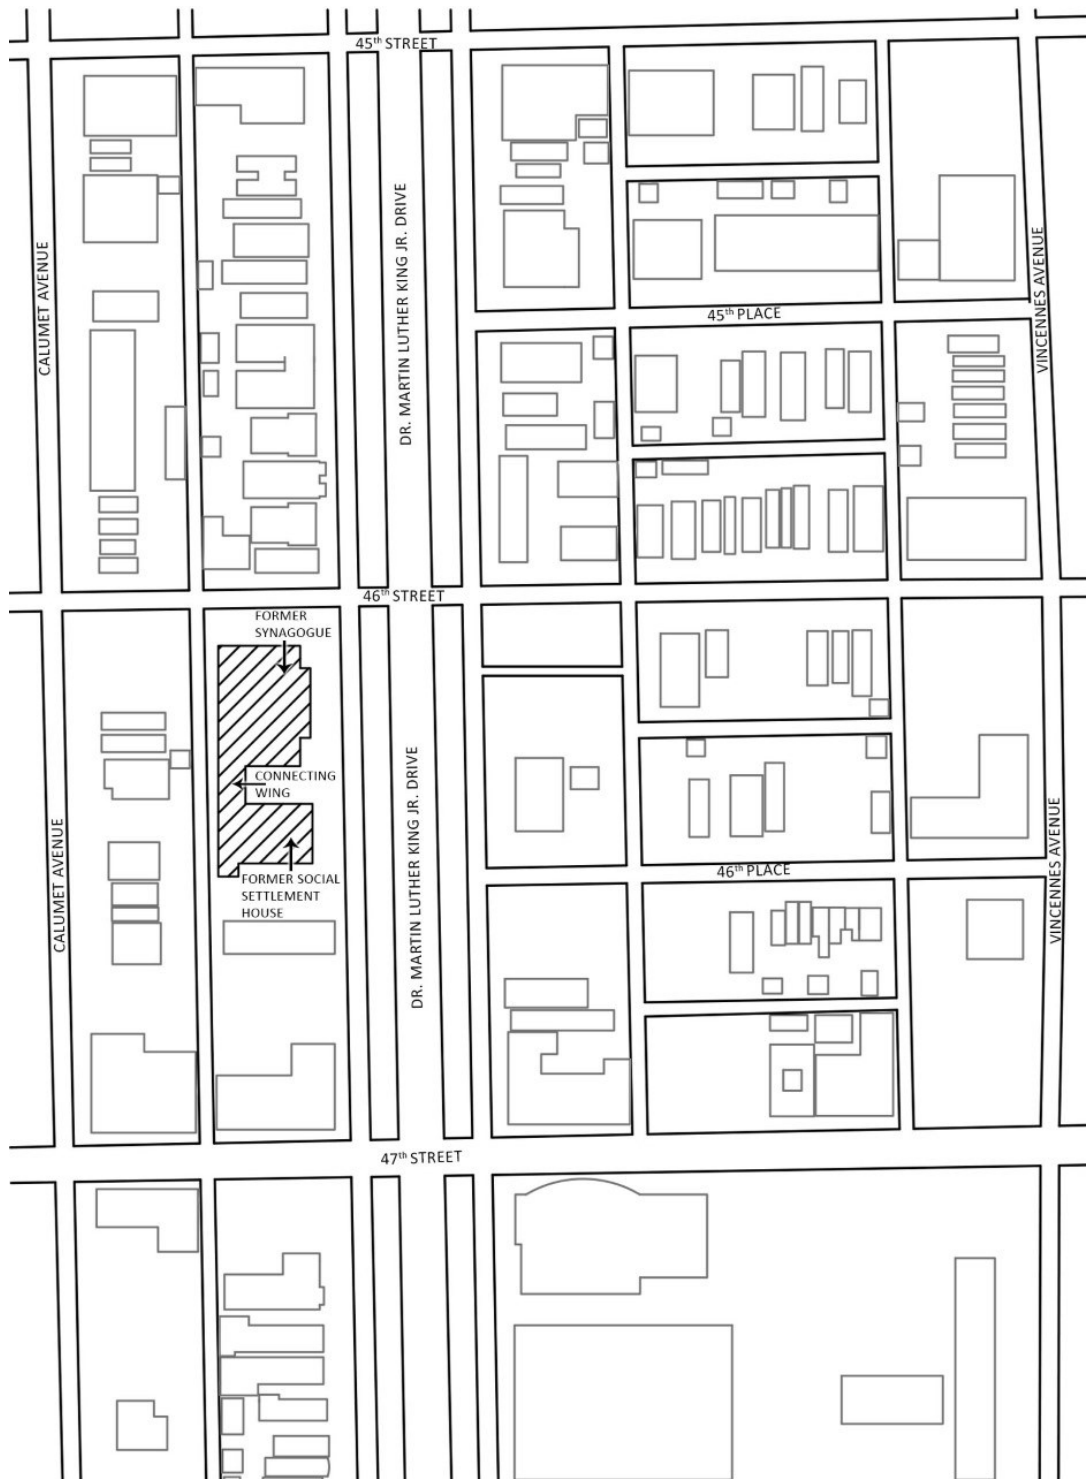 45th STREET
CALUMET AVENUE
DR. MARTIN LUTHER KING JR. DRIVE
VINCENNES AVENUE
45th PLACE
46th STREET
FORMER
SYNAGOGUE
CONNECTING
WING
FORMER SOCIAL
SETTLEMENT
HOUSE
CALUMET AVENUE
DR. MARTIN LUTHER KING JR. DRIVE
46th PLACE
VINCENNES AVENUE
47th STREET